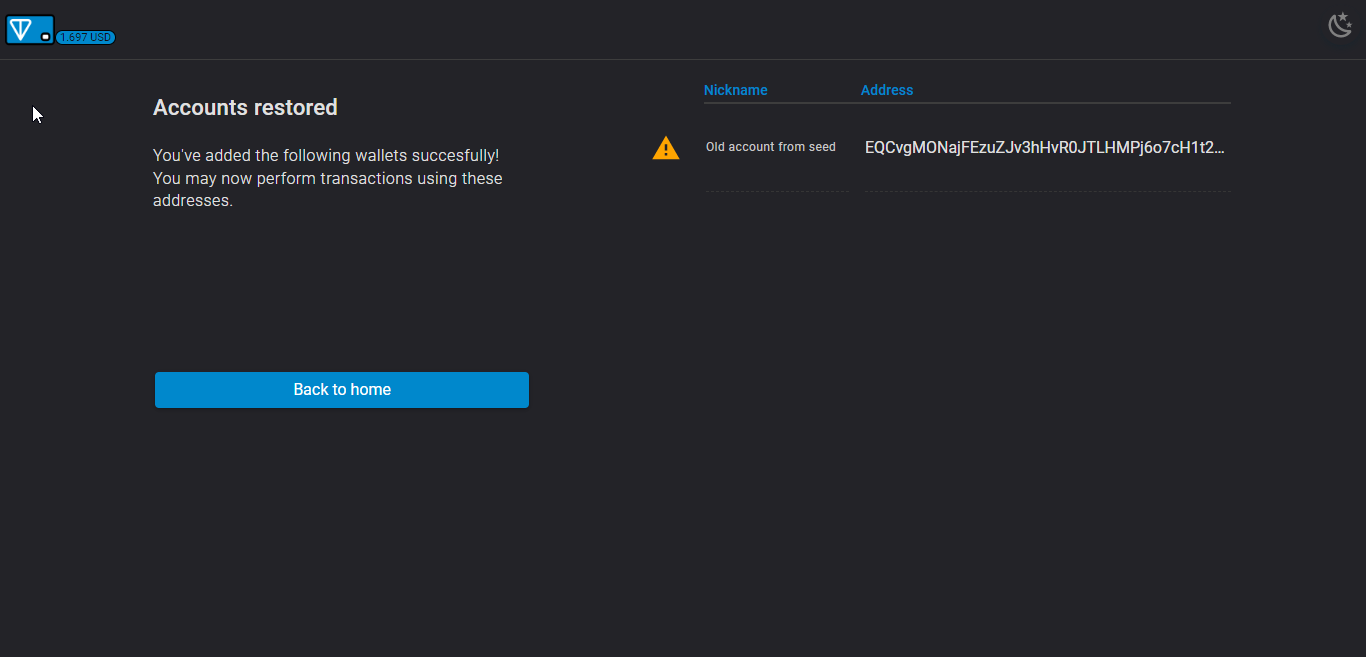 1.697 USD
Accounts restored
You've added the following wallets succesfully!
You may now perform transactions using these
addresses.
Back to home
Nickname Address
Old account from seed EQCvgMONajFEzuZJv3hHvR0JTLHMPj6o7cH1t2...